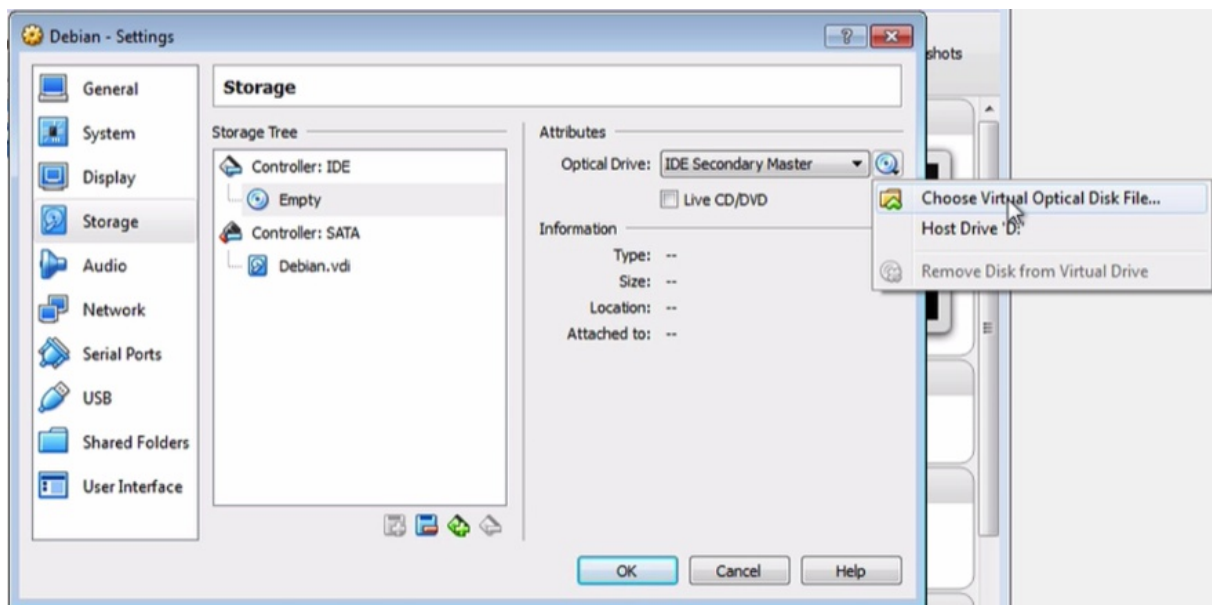 Debian - Settings
shots
General
System
Display
Storage
Audio
Network
Serial Ports
USB
Shared Folders
User Interface
Storage
Storage Tree
Controller: IDE
Empty
Controller: SATA
Debian.vdi
Attributes
Optical Drive: IDE Secondary Master
Live CD/DVD
Information
Type: --
Size: --
Location: --
Attached to: --
Choose Virtual Optical Disk File...
Host Drive 'D:'
Remove Disk from Virtual Drive
OK Cancel Help